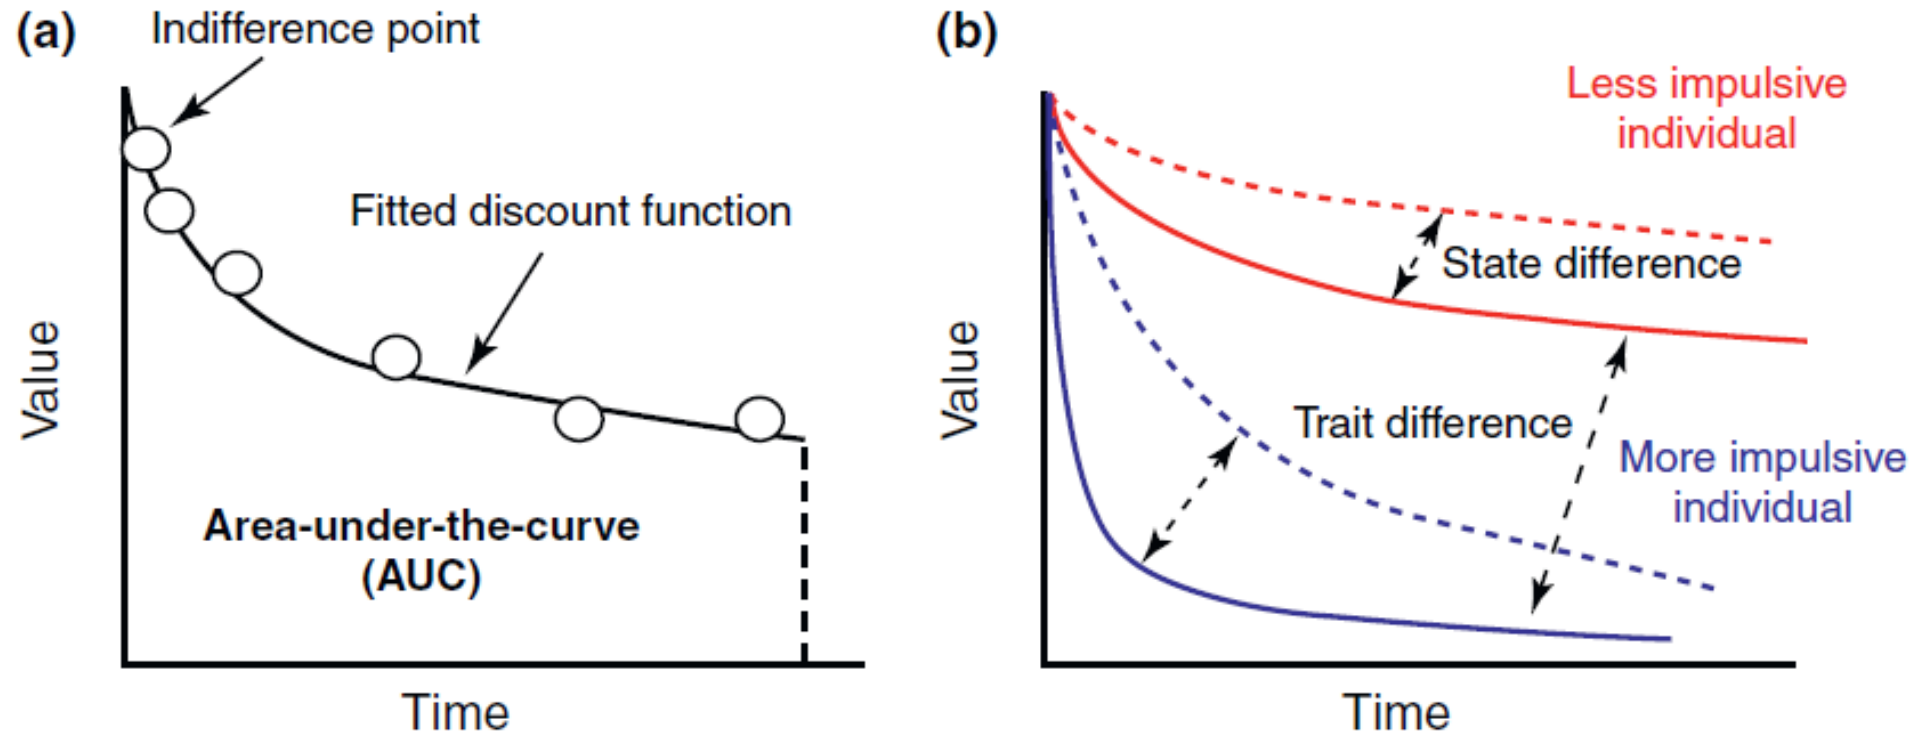 (a)
Indifference point
Fitted discount function
Value
Area-under-the-curve
(AUC)
Time
(b)
Less impulsive
individual
State difference
Trait difference
More impulsive
individual
Value
Time